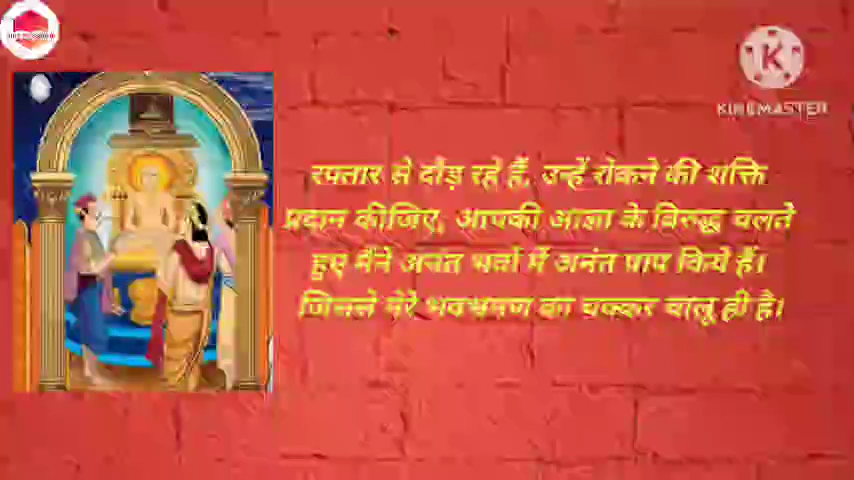 KINEMASTER
रफ्तार से दौड़ रहे हैं, उन्हें रोकने की शक्ति
प्रदान कीजिए, आपकी आज्ञा के विरुद्ध चलते
हुए मैंने अनंत भवों में अनंत पाप किये हैं।
जिससे मेरे भवभ्रमण का चक्कर चालू ही है।